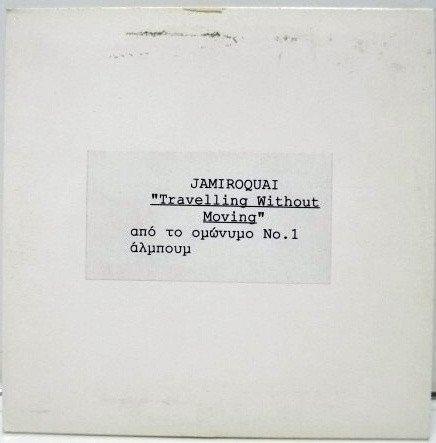 JAMIROQUAI
"Travelling Without
Moving"
από το ομώνυμο No.1
άλμπουμ